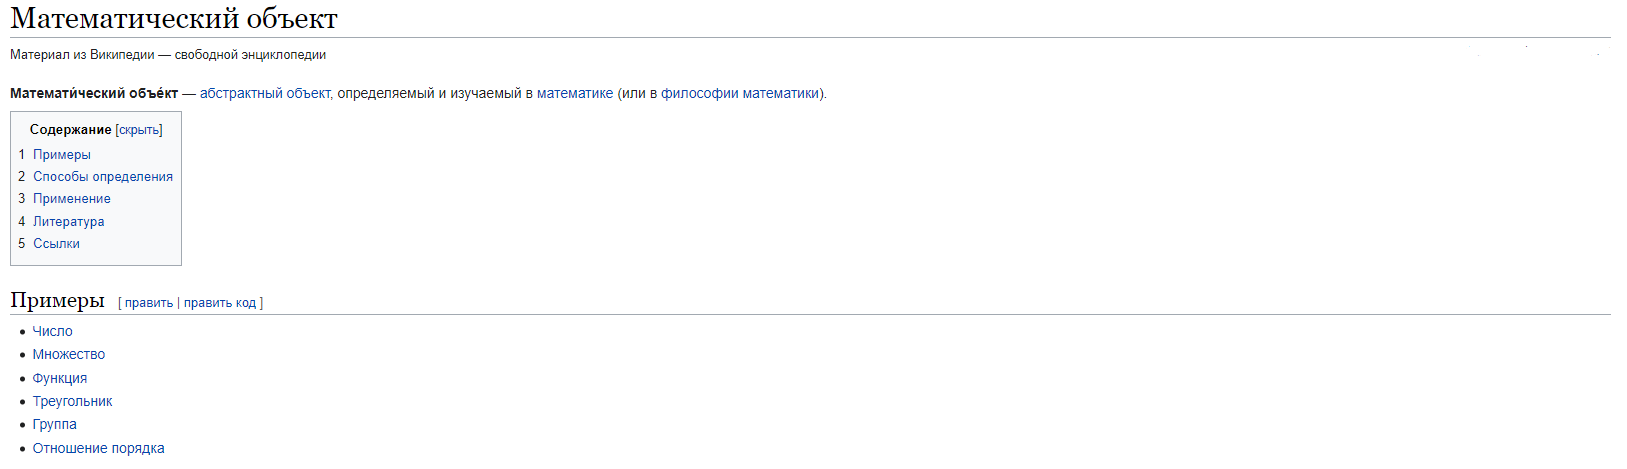 Математический объект
Материал из Википедии — свободной энциклопедии
Математи́ческий объе́кт — абстрактный объект, определяемый и изучаемый в математике (или в философии математики).
Содержание [скрыть]
1 Примеры
2 Способы определения
3 Применение
4 Литература
5 Ссылки
Примеры [ править | править код ]
• Число
• Множество
• Функция
• Треугольник
• Группа
• Отношение порядка